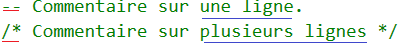 -- Commentaire sur une ligne.
/* Commentaire sur plusieurs lignes */